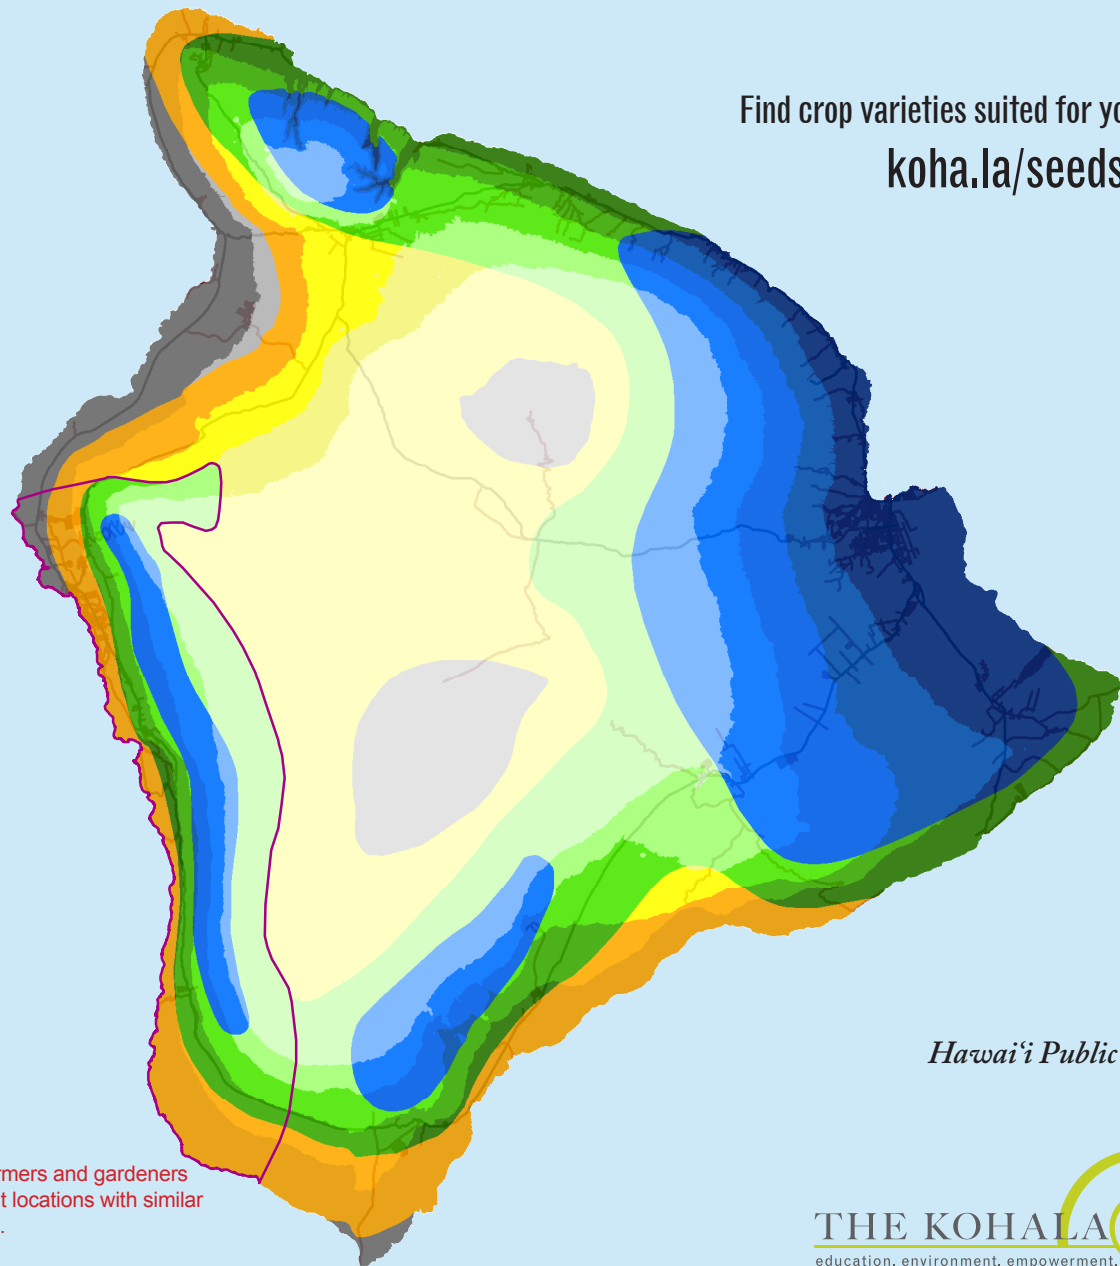 Find crop varieties suited for yo
koha.la/seeds
Hawaiʻi Public
rmers and gardeners
t locations with similar
.
THE KOHALA
education, environment, empowerment.